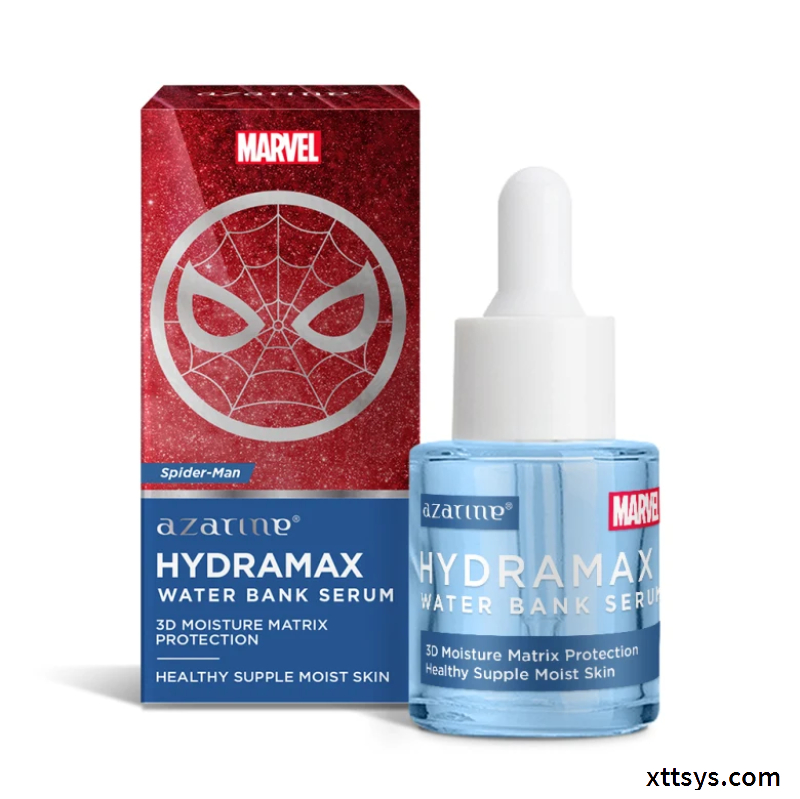 azarine®
MARVEL
Spider-Man
azarine®
HYDRAMAX
WATER BANK SERUM
3D MOISTURE MATRIX
PROTECTION
HEALTHY SUPPLE MOIST SKIN
azarine®
MARVEL
HYDRAMAX
WATER BANK SERUM
3D Moisture Matrix Protection
Healthy Supple Moist Skin
xttsys.com